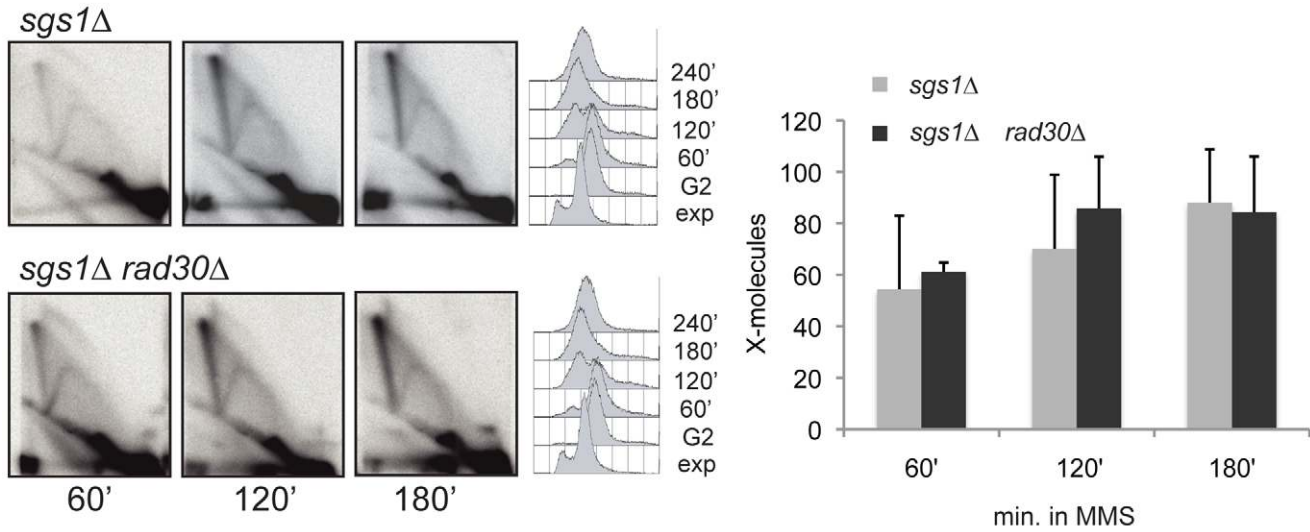 sgs1Δ
240'
180'
120'
60'
G2
exp
sgs1Δ rad30Δ
240'
180'
120'
60'
G2
exp
60' 120' 180'
sgs1Δ
sgs1Δ rad30Δ
120
100
80
60
40
20
0
X-molecules
60' 120' 180'
min. in MMS